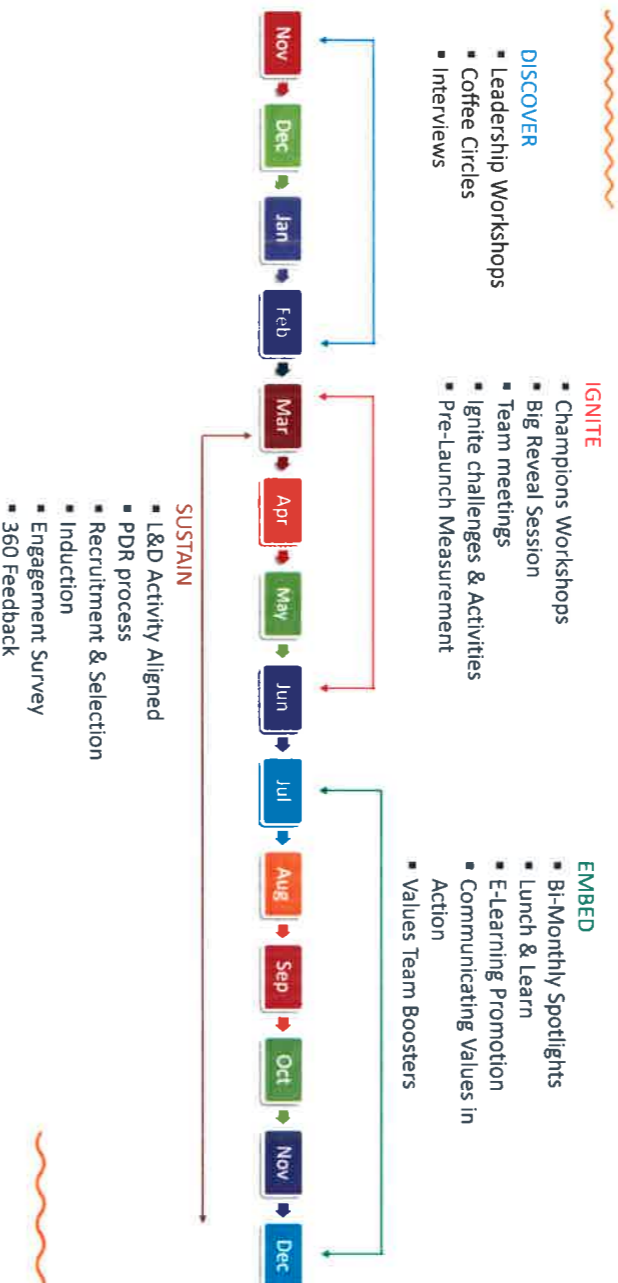 DISCOVER
▪ Leadership Workshops
▪ Coffee Circles
▪ Interviews
IGNITE
▪ Champions Workshops
▪ Big Reveal Session
▪ Team meetings
▪ Ignite challenges & Activities
▪ Pre-Launch Measurement
EMBED
▪ Bi-Monthly Spotlights
▪ Lunch & Learn
▪ E-Learning Promotion
▪ Communicating Values in
Action
▪ Values Team Boosters
Nov
Dec
Jan
Feb
Mar
Apr
May
Jun
Jul
Aug
Sep
Oct
Nov
Dec
SUSTAIN
▪ L&D Activity Aligned
▪ PDR process
▪ Recruitment & Selection
▪ Induction
▪ Engagement Survey
▪ 360 Feedback